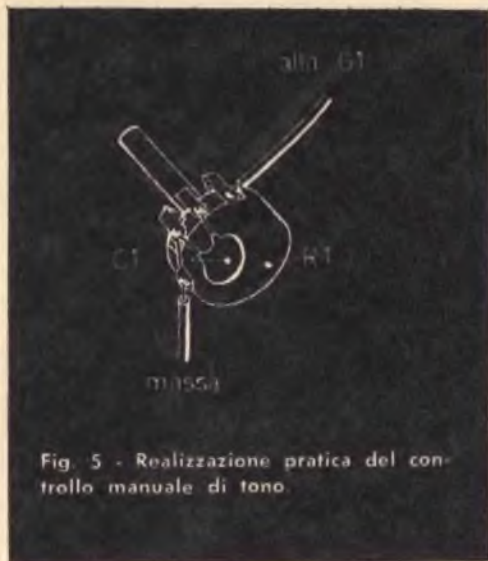 alla G1
C1
R1
massa
Fig. 5 - Realizzazione pratica del con-
trollo manuale di tono.